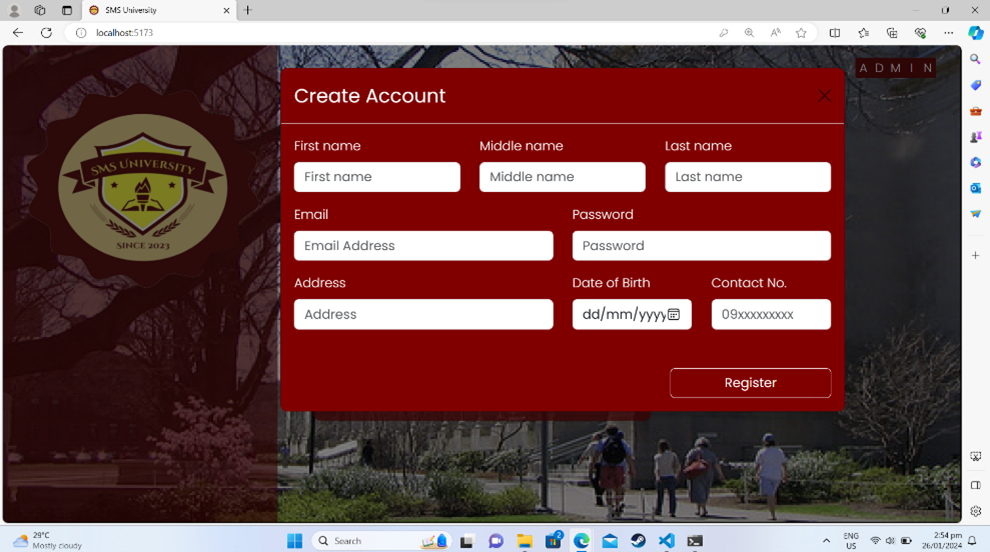 SMS University
localhost:5173
A D M I N
SMS UNIVERSITY
SINCE 2023
Create Account
First name
Middle name
Last name
First name
Middle name
Last name
Email
Password
Email Address
Password
Address
Date of Birth
Contact No.
Address
dd/mm/yyyy
09xxxxxxxxx
Register
29°C
Mostly cloudy
Search
ENG
US
2:54 pm
26/01/2024